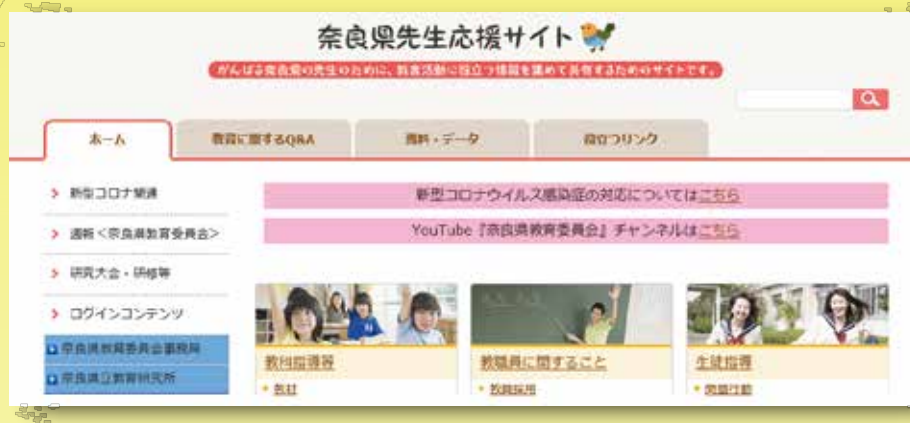 奈良県先生応援サイト
がんばる奈良県の先生のために、教育活動に役立つ情報を集めて共有するためのサイトです。
ホーム
教育に関するQ&A
資料・データ
役立つリンク
新型コロナ関連
新型コロナウイルス感染症の対応についてはこちら
週報<奈良県教育委員会>
YouTube『奈良県教育委員会』チャンネルはこちら
研究大会・研修等
ログインコンテンツ
奈良県教育委員会事務局
奈良県立教育研究所
教科指導等
教職員に関すること
生徒指導
教材
教職採用
問題行動